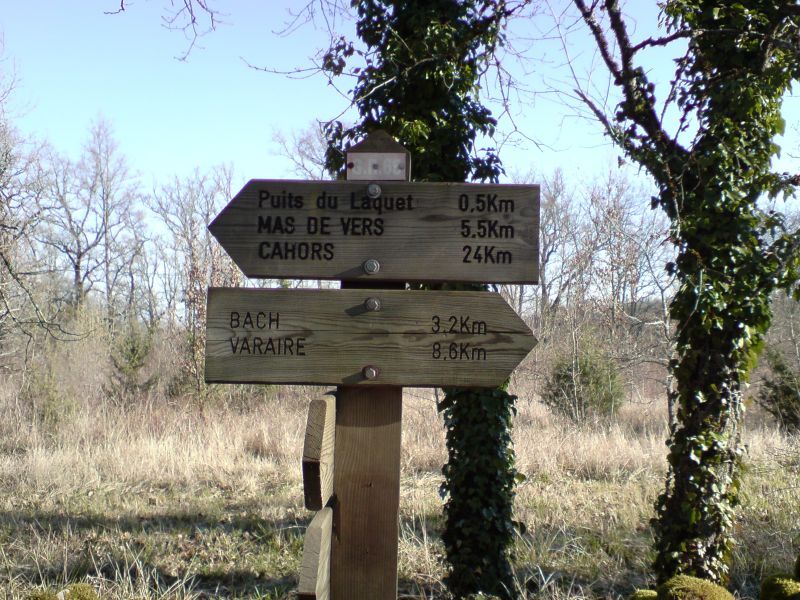 Puits du Laquet 0,5Km
MAS DE VERS 5.5Km
CAHORS 24Km
BACH 3,2Km
VARAIRE 8,6Km